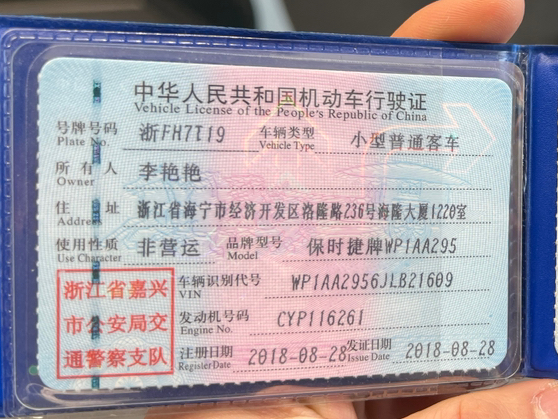 中华人民共和国机动车行驶证
Vehicle License of the People's Republic of China
号牌号码 浙FH7T19 车辆类型 小型普通客车
Plate No. Vehicle Type
所有人 李艳艳
Owner
住址 浙江省海宁市经济开发区洛隆路236号海隆大厦1220室
Address
使用性质 非营运 品牌型号 保时捷牌WP1AA295
Use Character Model
浙江省嘉兴 车辆识别代号 WP1AA2956JLB21609
VIN
市公安局交 发动机号码 CYP116261
Engine No.
通警察支队 注册日期 2018-08-28 发证日期 2018-08-28
Register Date Issue Date